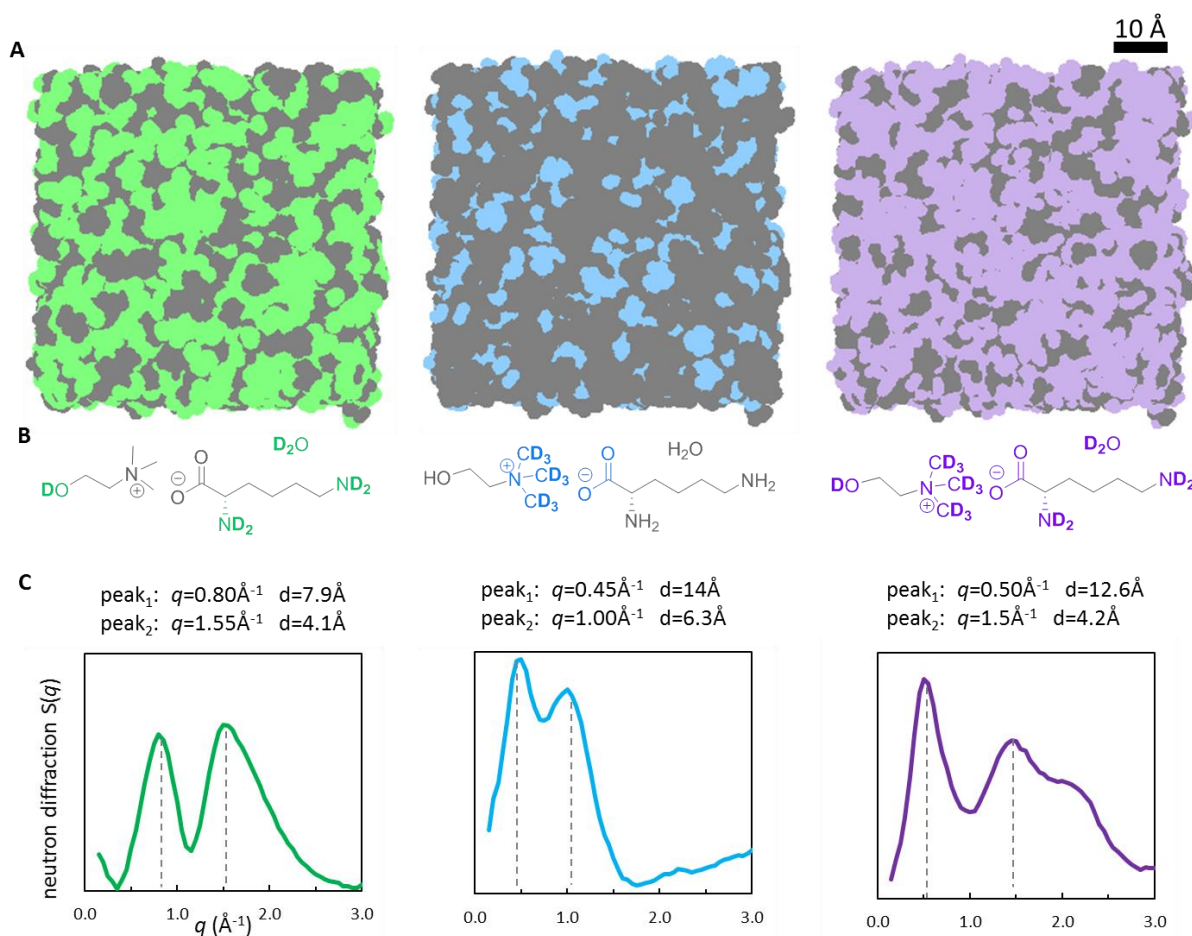 10 Å
A
B
D₂O
DO
N
⊕
⊖
O
O
ND₂
ND₂
H₂O
HO
N
⊕
CD₃
CD₃
CD₃
⊖
O
O
NH₂
NH₂
D₂O
DO
N
⊕
CD₃
CD₃
CD₃
⊖
O
O
ND₂
ND₂
C
peak₁: q=0.80Å⁻¹ d=7.9Å
peak₂: q=1.55Å⁻¹ d=4.1Å
peak₁: q=0.45Å⁻¹ d=14Å
peak₂: q=1.00Å⁻¹ d=6.3Å
peak₁: q=0.50Å⁻¹ d=12.6Å
peak₂: q=1.5Å⁻¹ d=4.2Å
neutron diffraction S(q)
0.0 1.0 2.0 3.0
q (Å⁻¹)
0.0 1.0 2.0 3.0
0.0 1.0 2.0 3.0